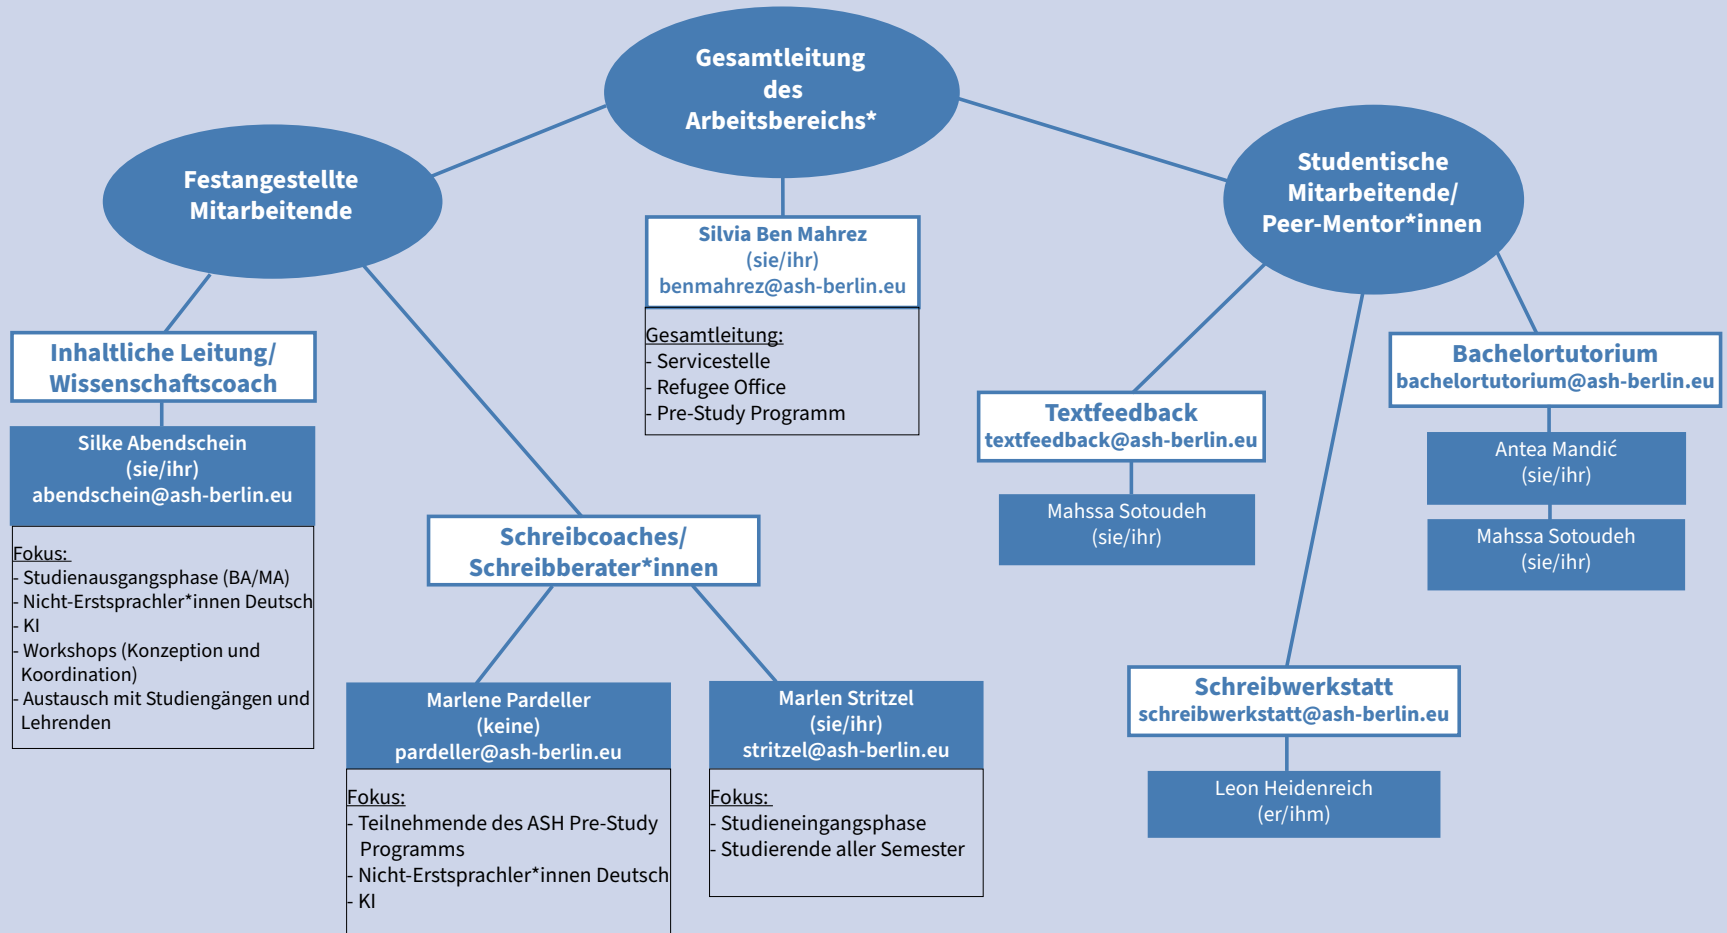 Gesamtleitung
des
Arbeitsbereichs*
Festangestellte
Mitarbeitende
Studentische
Mitarbeitende/
Peer-Mentor*innen
Silvia Ben Mahrez
(sie/ihr)
benmahrez@ash-berlin.eu
Gesamtleitung:
- Servicestelle
- Refugee Office
- Pre-Study Programm
Inhaltliche Leitung/
Wissenschaftscoach
Silke Abendschein
(sie/ihr)
abendschein@ash-berlin.eu
Fokus:
- Studienausgangsphase (BA/MA)
- Nicht-Erstsprachler*innen Deutsch
- KI
- Workshops (Konzeption und
Koordination)
- Austausch mit Studiengängen und
Lehrenden
Schreibcoaches/
Schreibberater*innen
Marlene Pardeller
(keine)
pardeller@ash-berlin.eu
Fokus:
- Teilnehmende des ASH Pre-Study
Programms
- Nicht-Erstsprachler*innen Deutsch
- KI
Marlen Stritzel
(sie/ihr)
stritzel@ash-berlin.eu
Fokus:
- Studieneingangsphase
- Studierende aller Semester
Textfeedback
textfeedback@ash-berlin.eu
Mahssa Sotoudeh
(sie/ihr)
Schreibwerkstatt
schreibwerkstatt@ash-berlin.eu
Leon Heidenreich
(er/ihm)
Bachelortutorium
bachelortutorium@ash-berlin.eu
Antea Mandić
(sie/ihr)
Mahssa Sotoudeh
(sie/ihr)